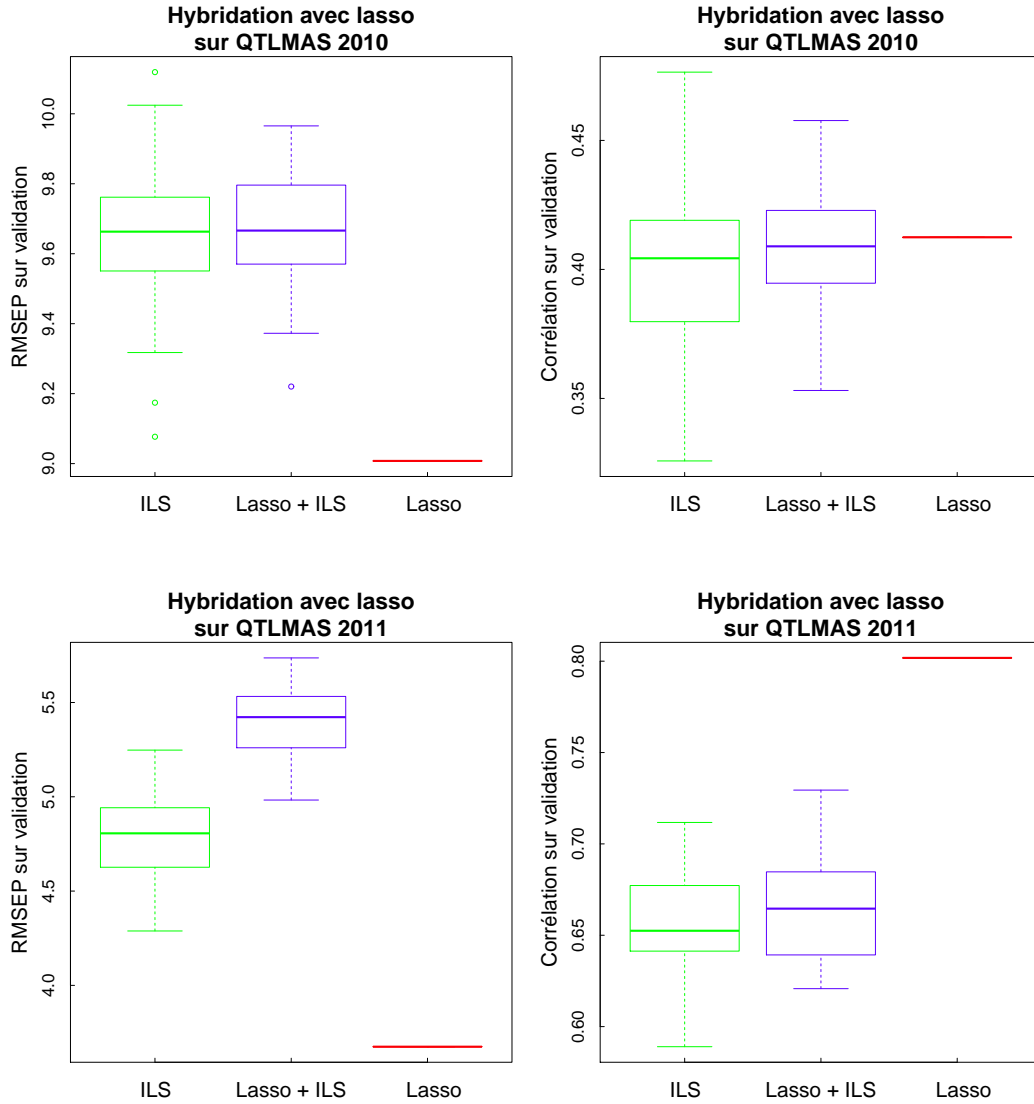 Hybridation avec lasso
sur QTLMAS 2010
RMSEP sur validation
9.0
9.2
9.4
9.6
9.8
10.0
ILS
Lasso + ILS
Lasso
Hybridation avec lasso
sur QTLMAS 2010
Corrélation sur validation
0.35
0.40
0.45
ILS
Lasso + ILS
Lasso
Hybridation avec lasso
sur QTLMAS 2011
RMSEP sur validation
4.0
4.5
5.0
5.5
ILS
Lasso + ILS
Lasso
Hybridation avec lasso
sur QTLMAS 2011
Corrélation sur validation
0.60
0.65
0.70
0.75
0.80
ILS
Lasso + ILS
Lasso